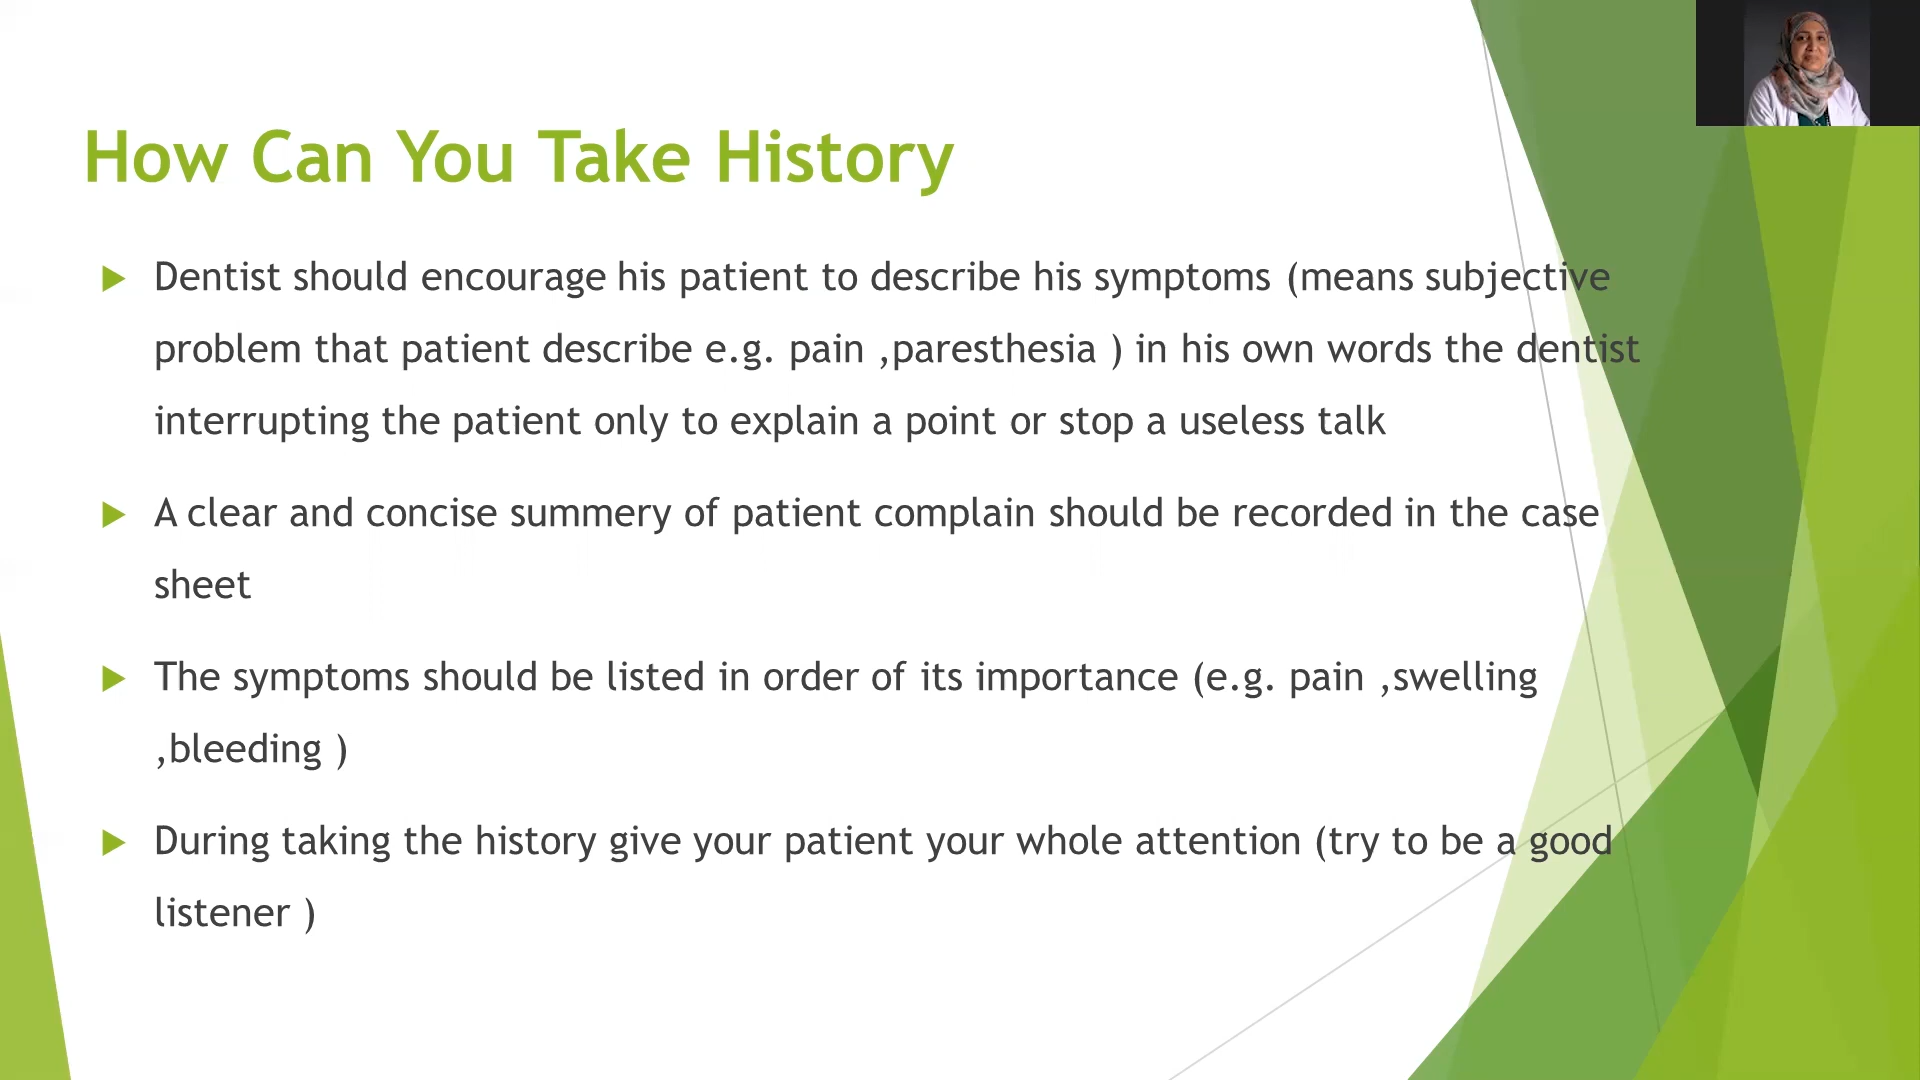 How Can You Take History
Dentist should encourage his patient to describe his symptoms (means subjective
problem that patient describe e.g. pain ,paresthesia ) in his own words the dentist
interrupting the patient only to explain a point or stop a useless talk
A clear and concise summery of patient complain should be recorded in the case
sheet
The symptoms should be listed in order of its importance (e.g. pain ,swelling
,bleeding )
During taking the history give your patient your whole attention (try to be a good
listener )